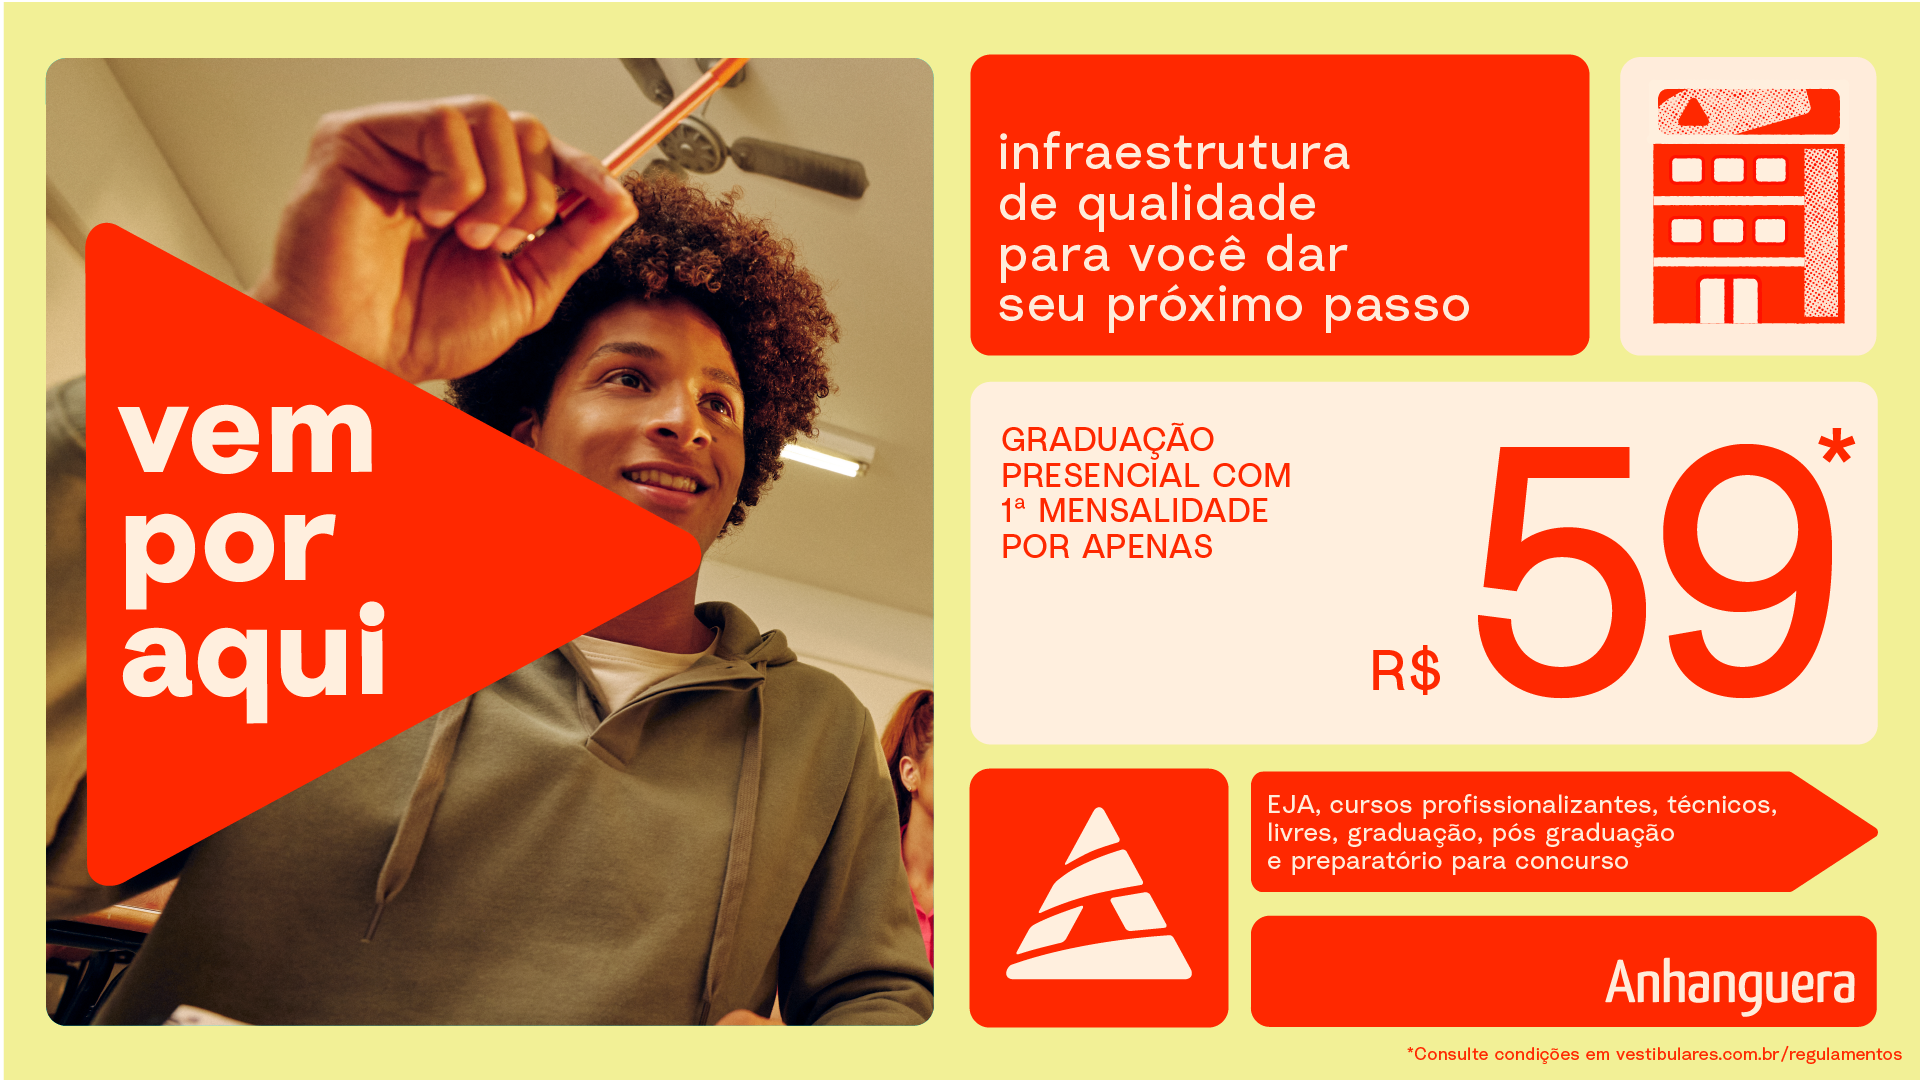 vem
por
aqui
infraestrutura
de qualidade
para você dar
seu próximo passo
GRADUAÇÃO
PRESENCIAL COM
1ª MENSALIDADE
POR APENAS
R$ 59*
EJA, cursos profissionalizantes, técnicos,
livres, graduação, pós graduação
e preparatório para concurso
Anhanguera
*Consulte condições em vestibulares.com.br/regulamentos